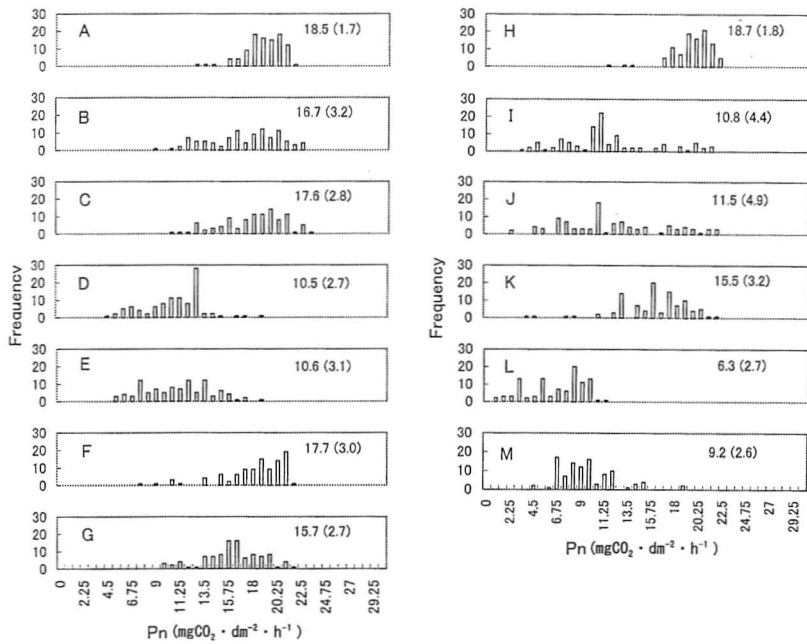 30 A 18.5 (1.7)
20
10
0
30 B 16.7 (3.2)
20
10
0
30 C 17.6 (2.8)
20
10
0
30 D 10.5 (2.7)
20
10
0
30 E 10.6 (3.1)
20
10
0
30 F 17.7 (3.0)
20
10
0
30 G 15.7 (2.7)
20
10
0
Frequency
0 2.25 4.5 6.75 9 11.25 13.5 15.75 18 20.25 22.5 24.75 27 29.25
Pn (mgCO₂・dm⁻²・h⁻¹)
30 H 18.7 (1.8)
20
10
0
30 I 10.8 (4.4)
20
10
0
30 J 11.5 (4.9)
20
10
0
30 K 15.5 (3.2)
20
10
0
30 L 6.3 (2.7)
20
10
0
30 M 9.2 (2.6)
20
10
0
Frequency
0 2.25 4.5 6.75 9 11.25 13.5 15.75 18 20.25 22.5 24.75 27 29.25
Pn (mgCO₂・dm⁻²・h⁻¹)